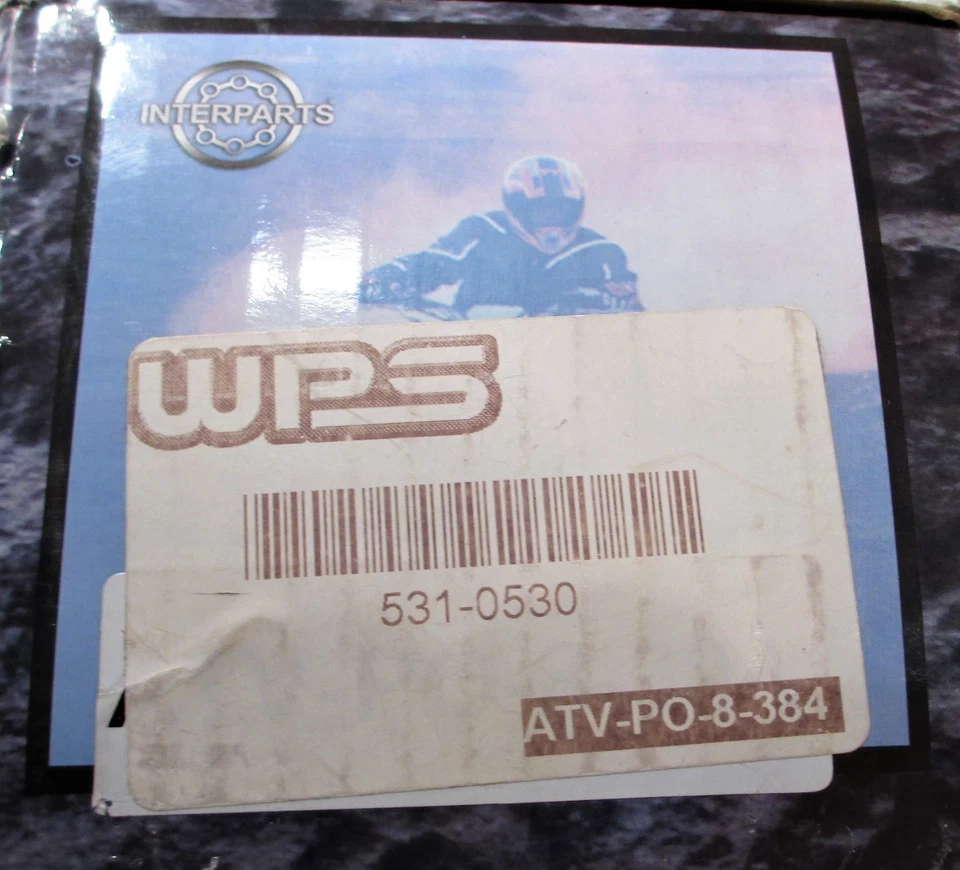 INTERPARTS
WPS
531-0530
ATV-PO-8-384